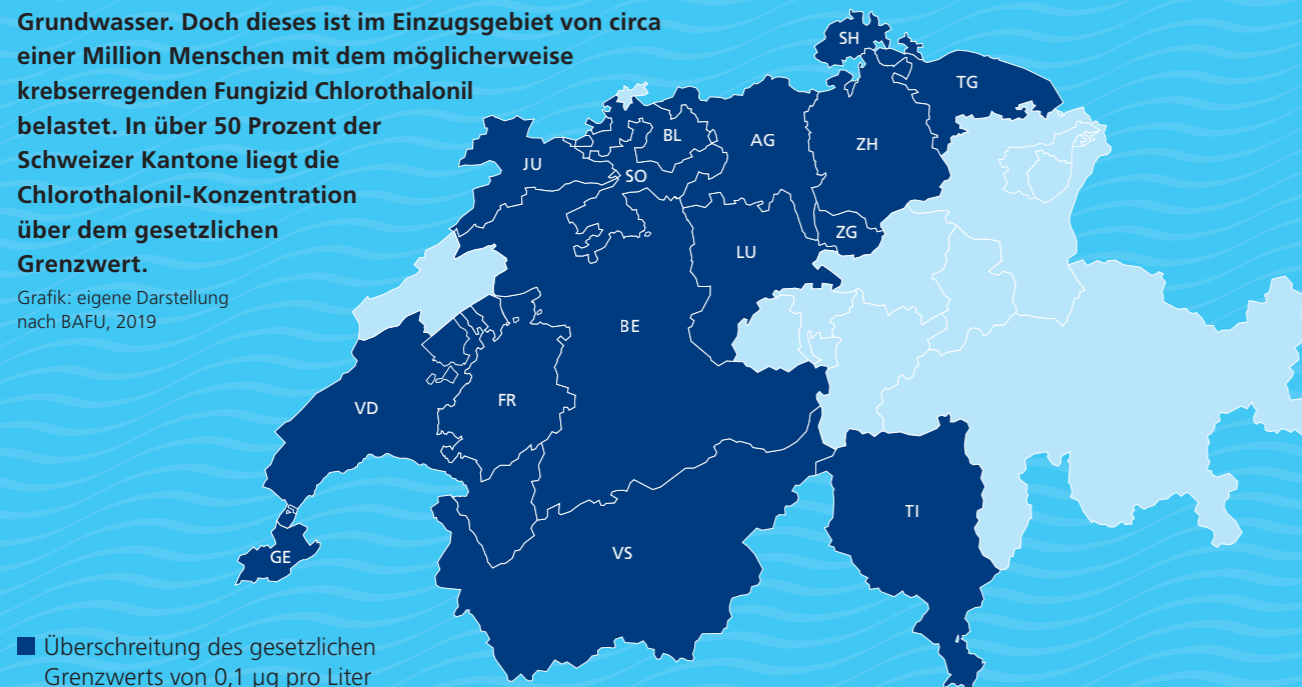 Grundwasser. Doch dieses ist im Einzugsgebiet von circa
einer Million Menschen mit dem möglicherweise
krebserregenden Fungizid Chlorothalonil
belastet. In über 50 Prozent der
Schweizer Kantone liegt die
Chlorothalonil-Konzentration
über dem gesetzlichen
Grenzwert.
Grafik: eigene Darstellung
nach BAFU, 2019
SH
TG
BL
AG
ZH
JU
SO
ZG
LU
BE
VD
FR
TI
VS
GE
Überschreitung des gesetzlichen
Grenzwerts von 0,1 µg pro Liter